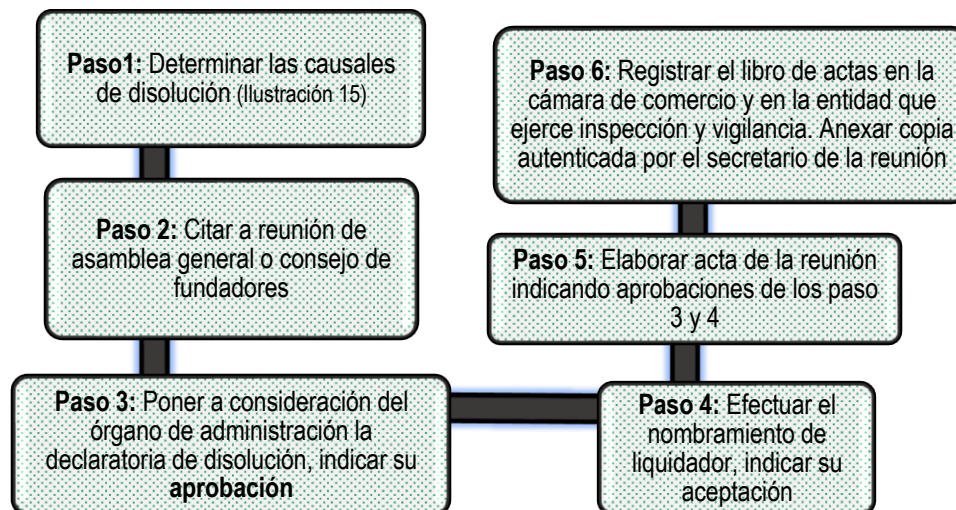 Paso1: Determinar las causales
de disolución (Ilustración 15)
Paso 2: Citar a reunión de
asamblea general o consejo de
fundadores
Paso 3: Poner a consideración del
órgano de administración la
declaratoria de disolución, indicar su
aprobación
Paso 4: Efectuar el
nombramiento de
liquidador, indicar su
aceptación
Paso 5: Elaborar acta de la reunión
indicando aprobaciones de los paso
3 y 4
Paso 6: Registrar el libro de actas en la
cámara de comercio y en la entidad que
ejerce inspección y vigilancia. Anexar copia
autenticada por el secretario de la reunión